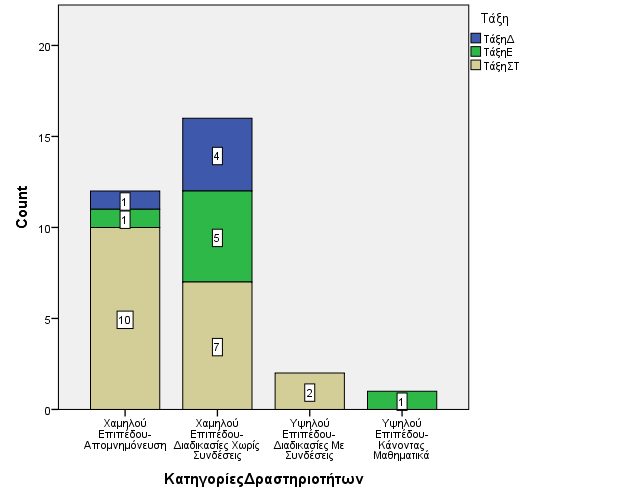 Τάξη
ΤάξηΔ
ΤάξηΕ
ΤάξηΣΤ
Count
20
15
10
5
0
1
1
10
4
5
7
2
1
Χαμηλού
Επιπέδου-
Απομνημόνευση
Χαμηλού
Επιπέδου-
Διαδικασίες Χωρίς
Συνδέσεις
Υψηλού
Επιπέδου-
Διαδικασίες Με
Συνδέσεις
Υψηλού
Επιπέδου-
Κάνοντας
Μαθηματικά
ΚατηγορίεςΔραστηριοτήτων